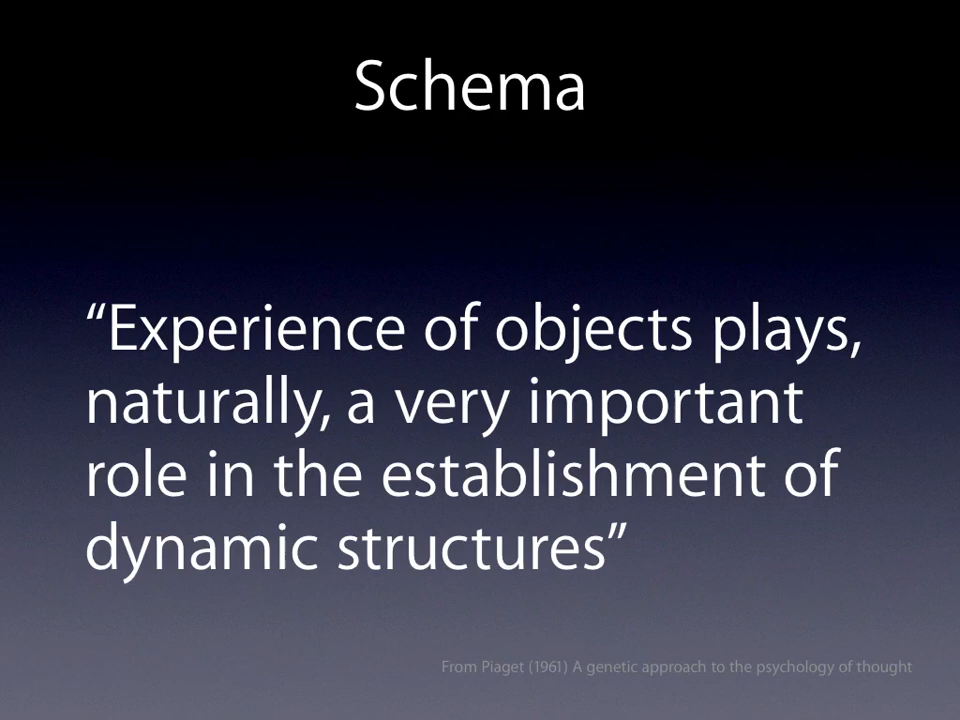 Schema
“Experience of objects plays,
naturally, a very important
role in the establishment of
dynamic structures”
From Piaget (1961) A genetic approach to the psychology of thought